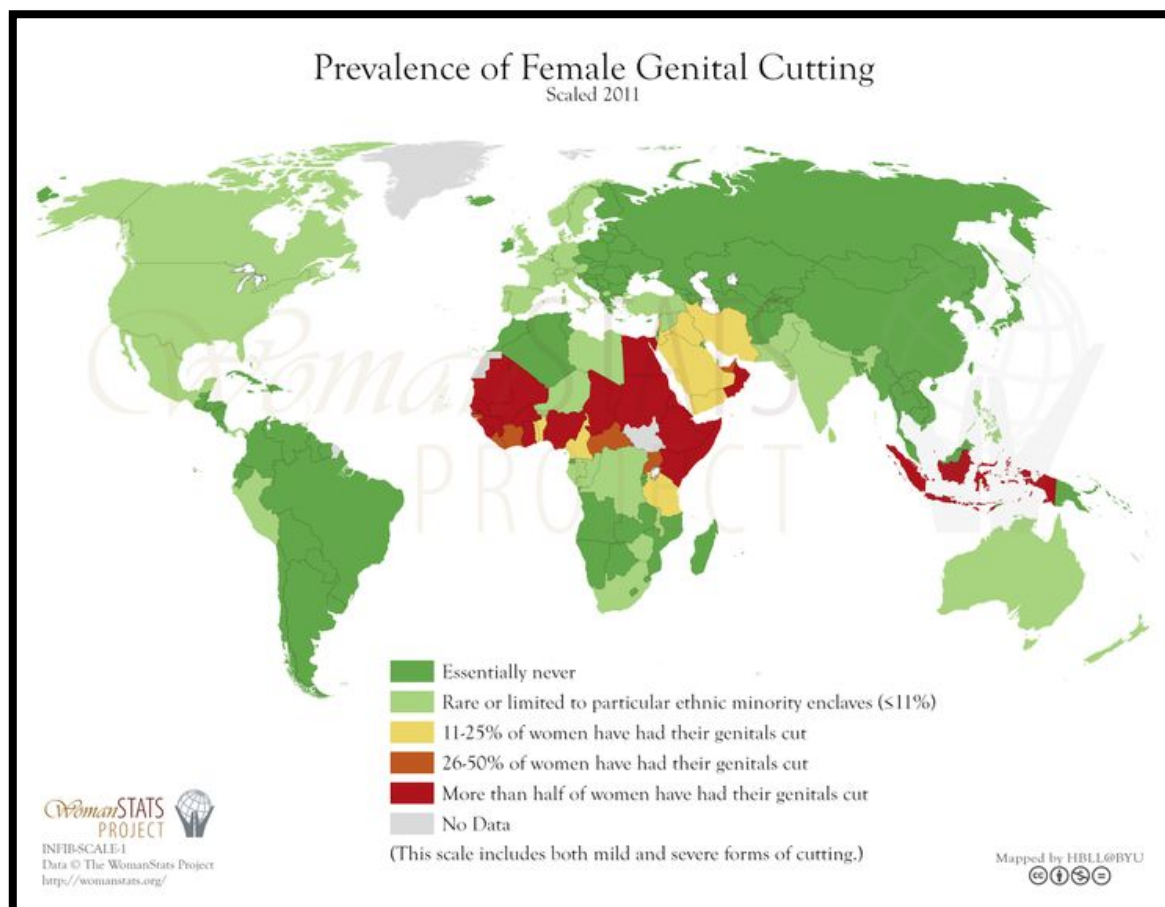 Prevalence of Female Genital Cutting
Scaled 2011
WomanSTATS
PROJECT
Essentially never
Rare or limited to particular ethnic minority enclaves (≤11%)
11-25% of women have had their genitals cut
26-50% of women have had their genitals cut
More than half of women have had their genitals cut
No Data
(This scale includes both mild and severe forms of cutting.)
WomanSTATS
PROJECT
INFIB-SCALE-1
Data © The WomanStats Project
http://womanstats.org/
Mapped by HBLL@BYU
cc